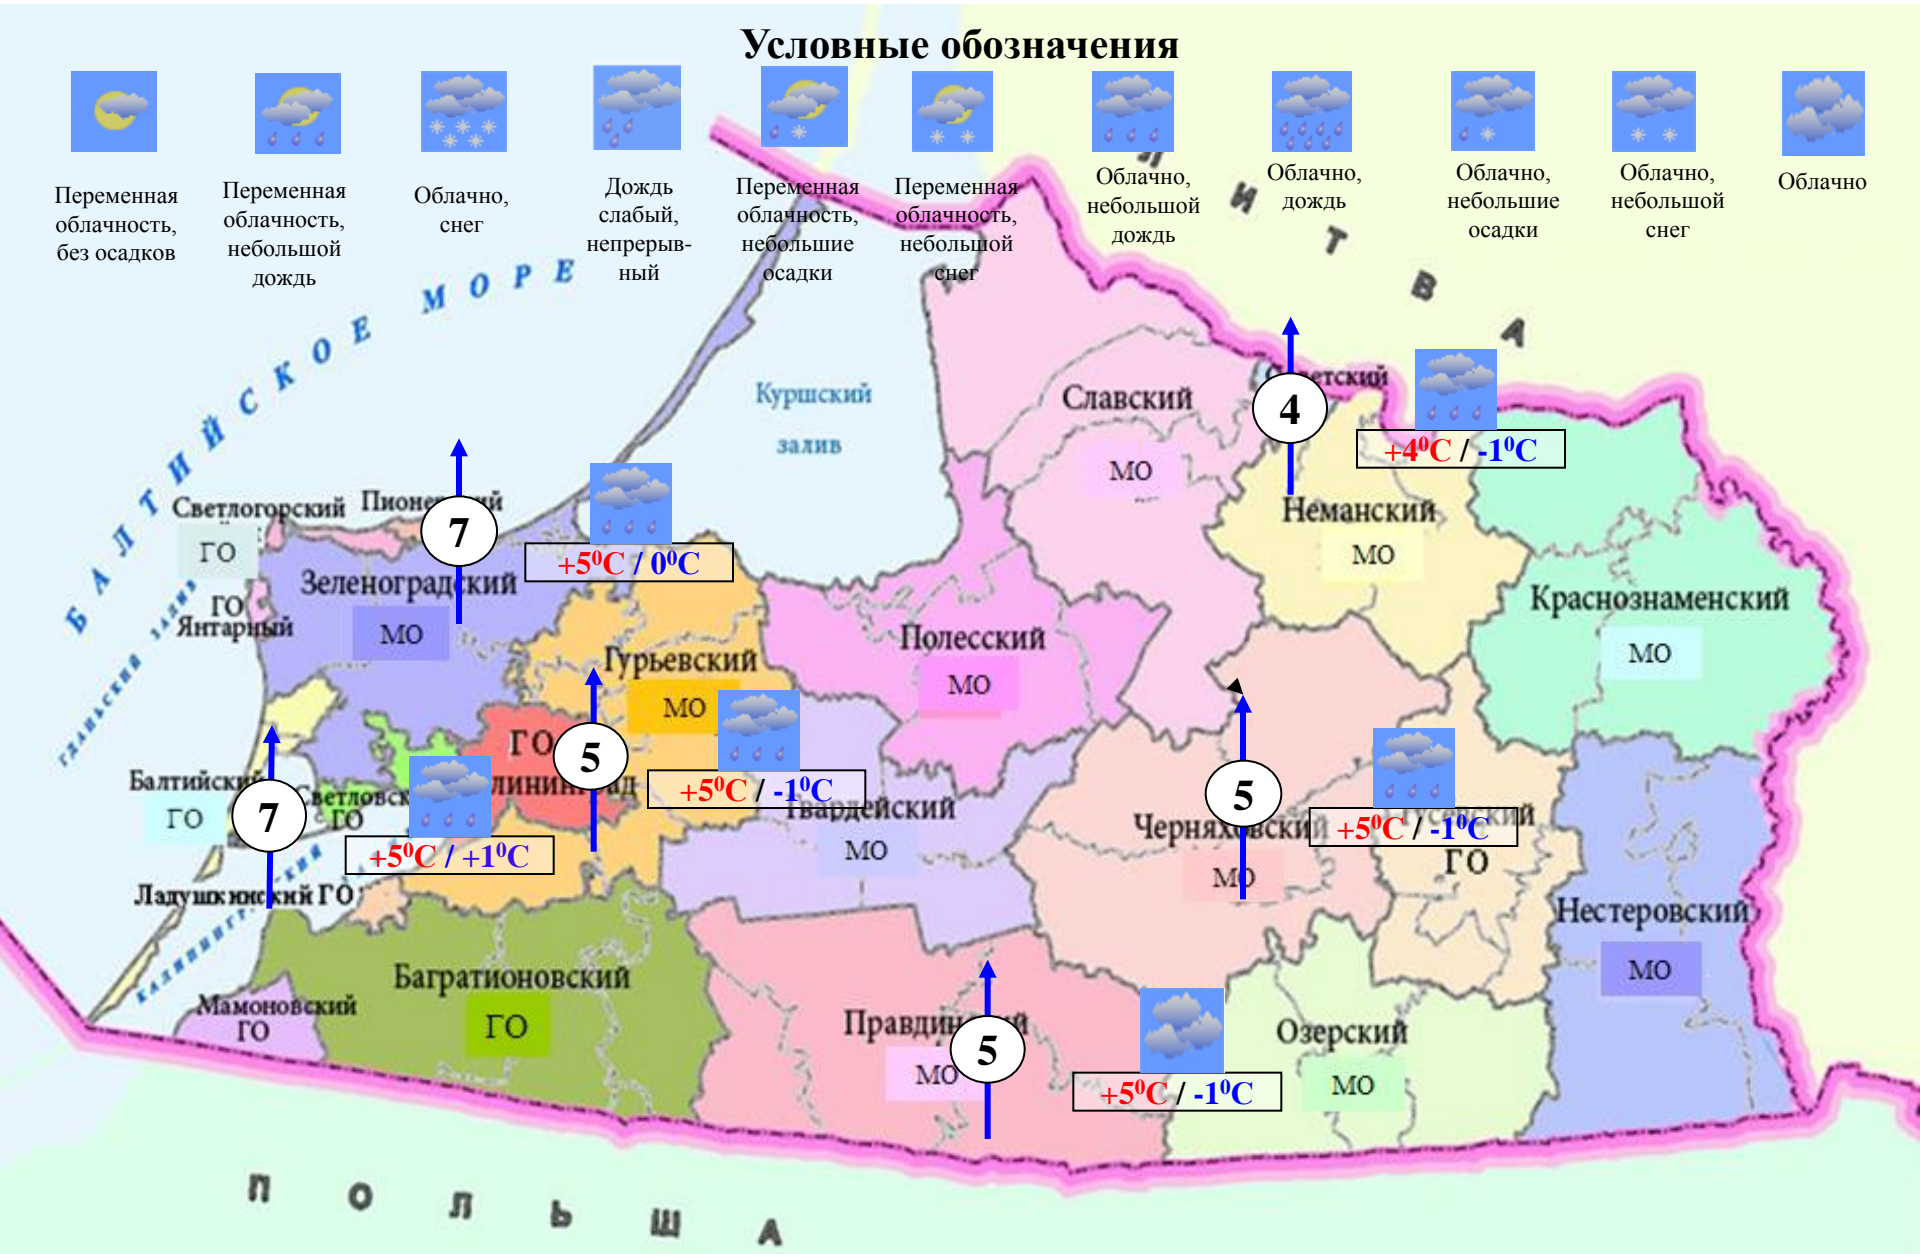 Условные обозначения
Переменная
облачность,
без осадков
Переменная
облачность,
небольшой
дождь
Облачно,
снег
Дождь
слабый,
непрерыв-
ный
Переменная
облачность,
небольшие
осадки
Переменная
облачность,
небольшой
снег
Облачно,
небольшой
дождь
Облачно,
дождь
Облачно,
небольшие
осадки
Облачно,
небольшой
снег
Облачно
БАЛТИЙСКОЕ МОРЕ
ЛИТВА
Куршский
залив
Славский
МО
4
+4⁰С / -1⁰С
Неманский
МО
Светлогорский
ГО
7
+5⁰С / 0⁰С
Зеленоградский
МО
ГО
Янтарный
Краснознаменский
МО
Полесский
МО
Гурьевский
МО
ГО
5
+5⁰С / -1⁰С
Балтийский
ГО
7
ГО
+5⁰С / +1⁰С
Гвардейский
МО
Черняховский
МО
5
+5⁰С / -1⁰С
ГО
Ладушкинский ГО
Нестеровский
МО
Багратионовский
ГО
Мамоновский
ГО
Правдинский
МО
5
+5⁰С / -1⁰С
Озерский
МО
ПОЛЬША